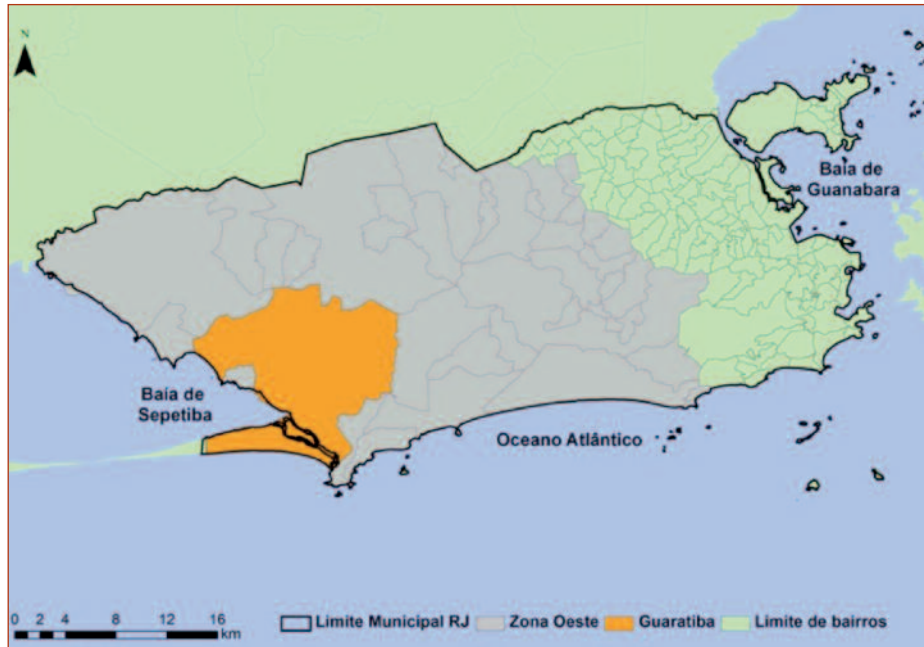 N
Baía de
Guanabara
Baía de
Sepetiba
Oceano Atlântico
0 2 4 8 12 16
km
Limite Municipal RJ
Zona Oeste
Guaratiba
Limite de bairros